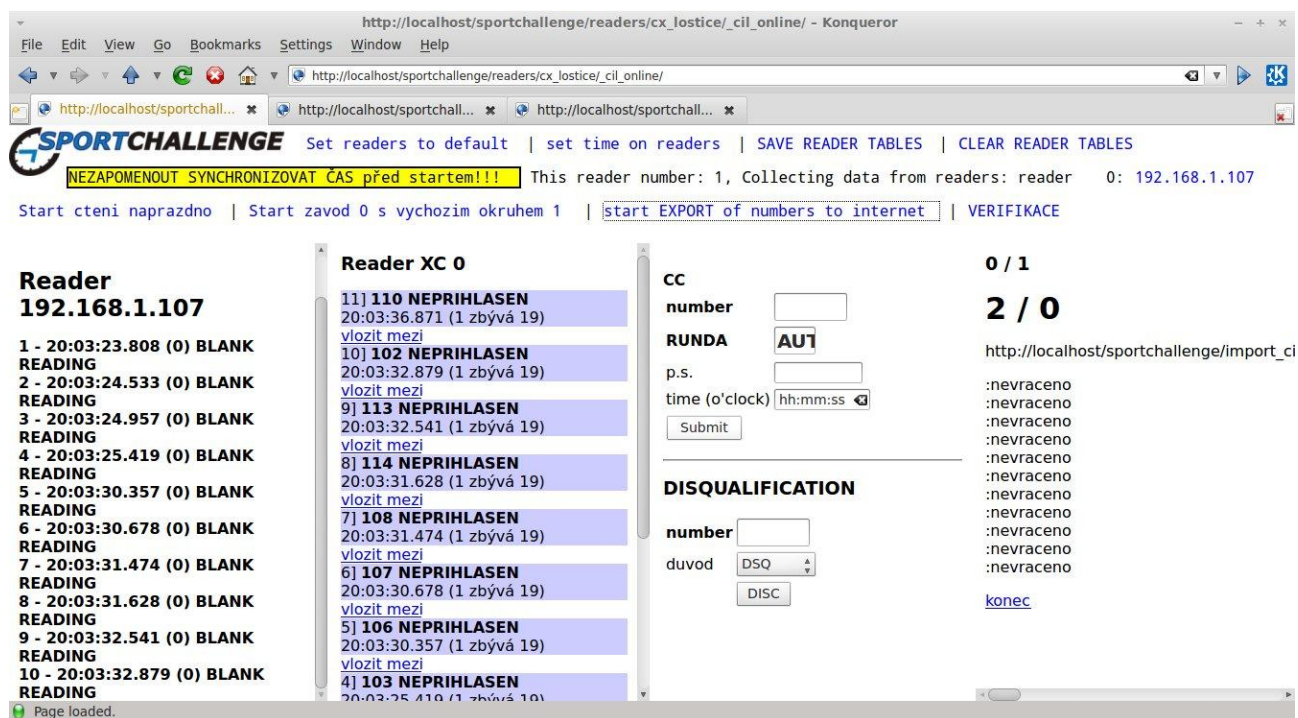 http://localhost/sportchallenge/readers/cx_lostice/_cil_online/ - Konqueror
File Edit View Go Bookmarks Settings Window Help
http://localhost/sportchallenge/readers/cx_lostice/_cil_online/
http://localhost/sportchall... http://localhost/sportchall... http://localhost/sportchall...
SPORTCHALLENGE Set readers to default | set time on readers | SAVE READER TABLES | CLEAR READER TABLES
NEZAPOMENOUT SYNCHRONIZOVAT ČAS před startem!!! This reader number: 1, Collecting data from readers: reader 0: 192.168.1.107
Start cteni naprazdno | Start zavod 0 s vychozim okruhem 1 | start EXPORT of numbers to internet | VERIFIKACE
Reader
192.168.1.107
1 - 20:03:23.808 (0) BLANK
READING
2 - 20:03:24.533 (0) BLANK
READING
3 - 20:03:24.957 (0) BLANK
READING
4 - 20:03:25.419 (0) BLANK
READING
5 - 20:03:30.357 (0) BLANK
READING
6 - 20:03:30.678 (0) BLANK
READING
7 - 20:03:31.474 (0) BLANK
READING
8 - 20:03:31.628 (0) BLANK
READING
9 - 20:03:32.541 (0) BLANK
READING
10 - 20:03:32.879 (0) BLANK
READING
Reader XC 0
11] 110 NEPRIHLASEN
20:03:36.871 (1 zbývá 19)
vlozit mezi
10] 102 NEPRIHLASEN
20:03:32.879 (1 zbývá 19)
vlozit mezi
9] 113 NEPRIHLASEN
20:03:32.541 (1 zbývá 19)
vlozit mezi
8] 114 NEPRIHLASEN
20:03:31.628 (1 zbývá 19)
vlozit mezi
7] 108 NEPRIHLASEN
20:03:31.474 (1 zbývá 19)
vlozit mezi
6] 107 NEPRIHLASEN
20:03:30.678 (1 zbývá 19)
vlozit mezi
5] 106 NEPRIHLASEN
20:03:30.357 (1 zbývá 19)
vlozit mezi
4] 103 NEPRIHLASEN
20:03:25.419 (1 zbývá 19)
CC
number
RUNDA AUT
p.s.
time (o'clock) hh:mm:ss
Submit
DISQUALIFICATION
number
duvod DSQ
DISC
0 / 1
2 / 0
http://localhost/sportchallenge/import_ci
:nevraceno
:nevraceno
:nevraceno
:nevraceno
:nevraceno
:nevraceno
:nevraceno
:nevraceno
:nevraceno
:nevraceno
:nevraceno
konec
Page loaded.